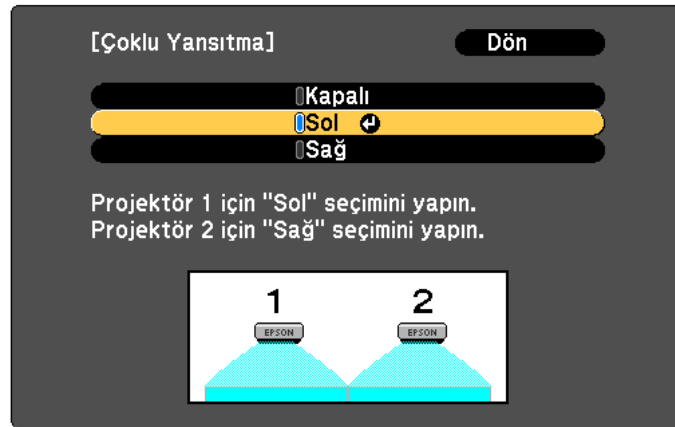 [Çoklu Yansıtma] Dön
Kapalı
Sol
Sağ
Projektör 1 için "Sol" seçimini yapın.
Projektör 2 için "Sağ" seçimini yapın.
1 2
EPSON EPSON